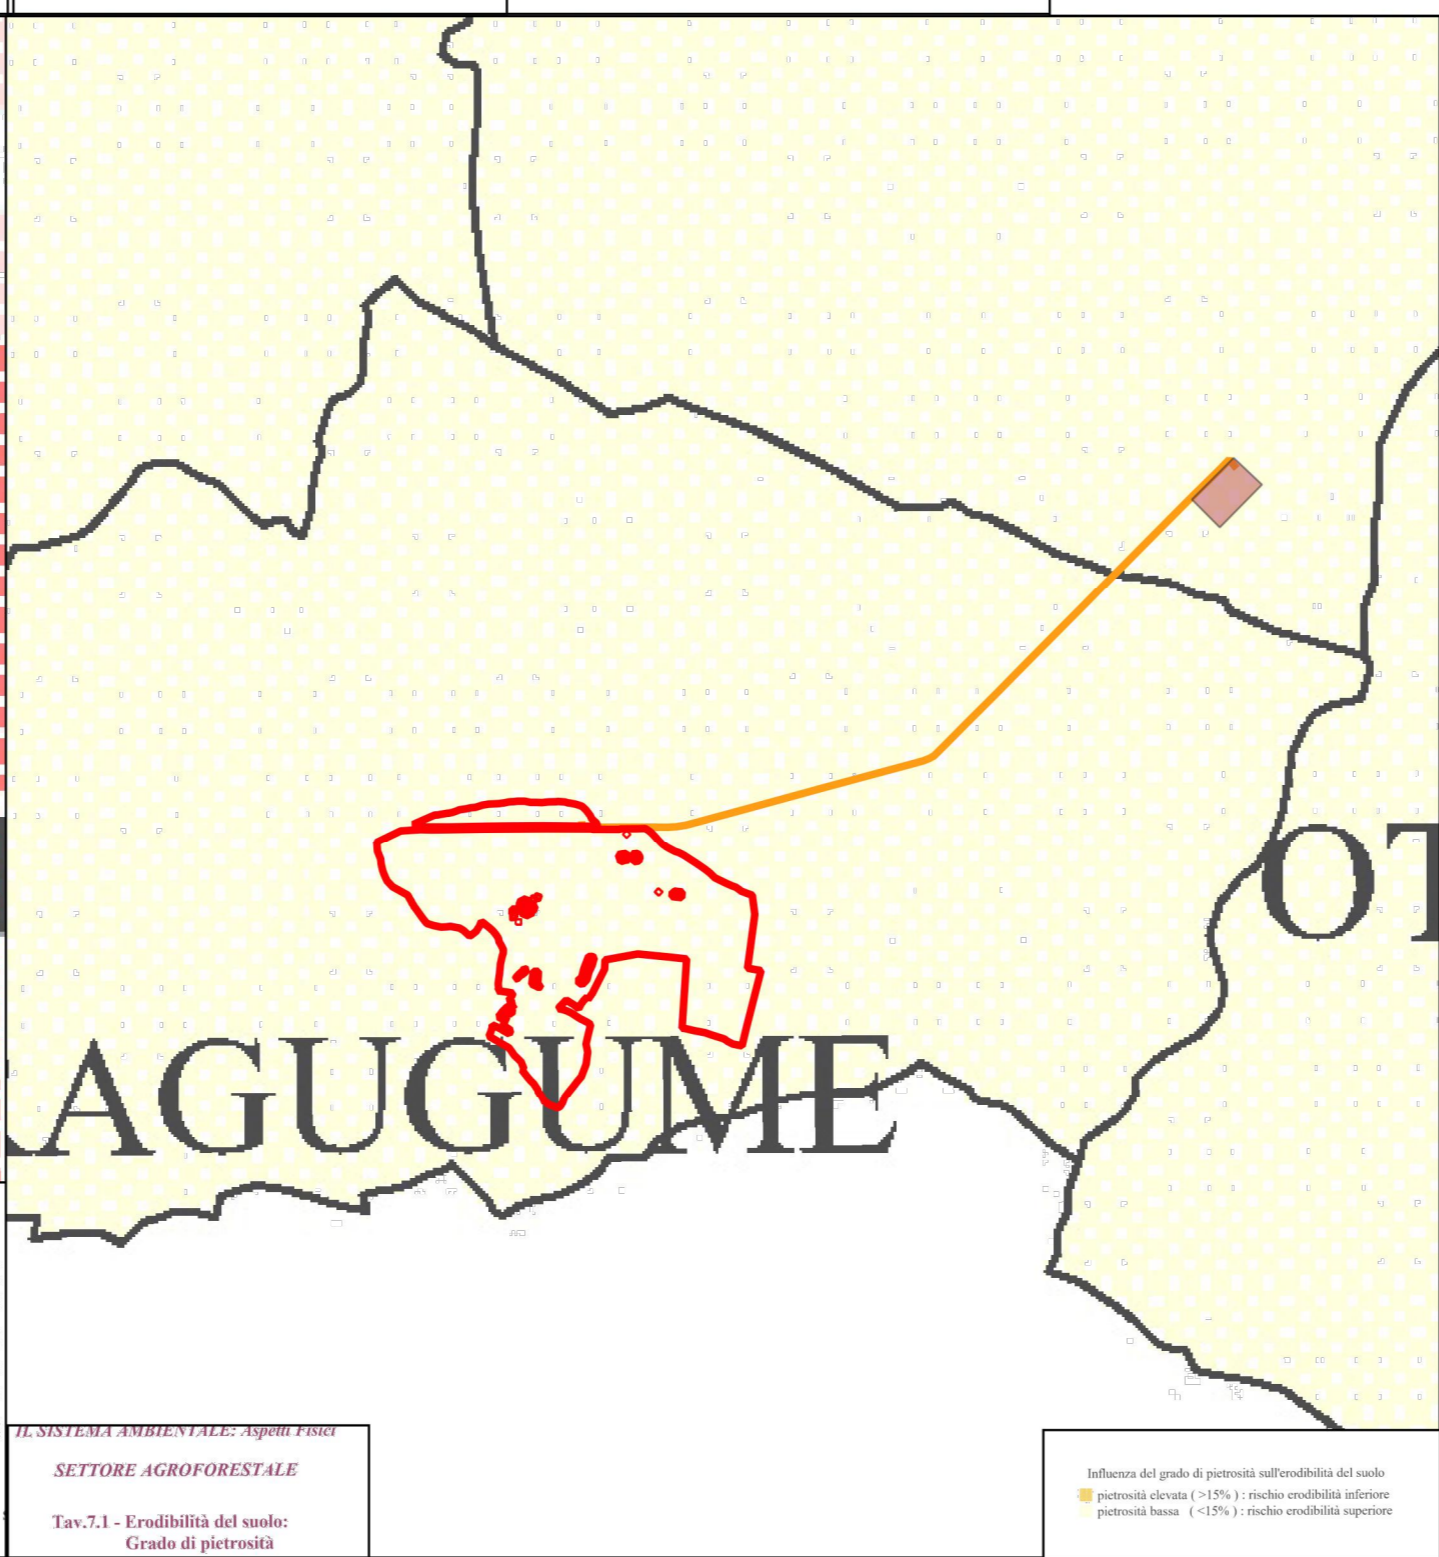 OT
AGUGUME
IL SISTEMA AMBIENTALE: Aspetti Fisici
SETTORE AGROFORESTALE
Tav.7.1 - Erodibilità del suolo:
Grado di pietrosità
Influenza del grado di pietrosità sull'erodibilità del suolo
pietrosità elevata ( >15% ) : rischio erodibilità inferiore
pietrosità bassa ( <15% ) : rischio erodibilità superiore